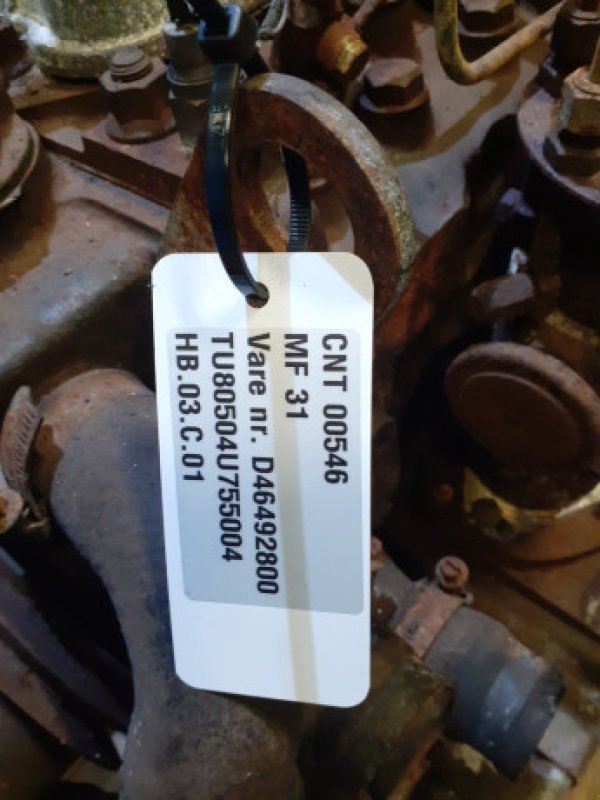 CNT 00546
MF 31
Vare nr. D46492800
TU80504U755004
HB.03.C.01